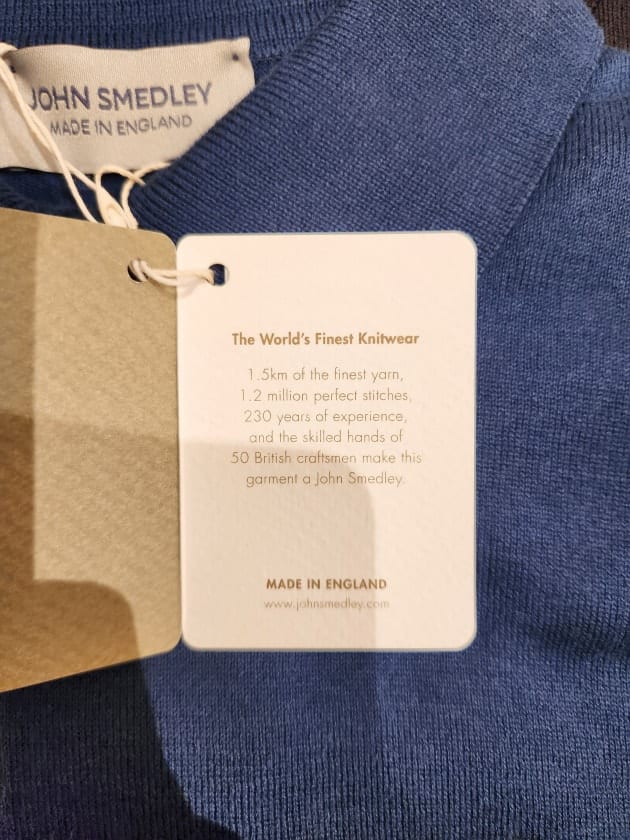 JOHN SMEDLEY
MADE IN ENGLAND
The World's Finest Knitwear
1.5km of the finest yarn,
1.2 million perfect stitches,
230 years of experience,
and the skilled hands of
50 British craftsmen make this
garment a John Smedley.
MADE IN ENGLAND
www.johnsmedley.com